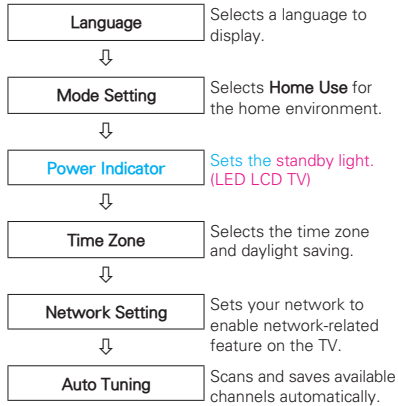 Language
Selects a language to
display.
Mode Setting
Selects Home Use for
the home environment.
Power Indicator
Sets the standby light.
(LED LCD TV)
Time Zone
Selects the time zone
and daylight saving.
Network Setting
Sets your network to
enable network-related
feature on the TV.
Auto Tuning
Scans and saves available
channels automatically.